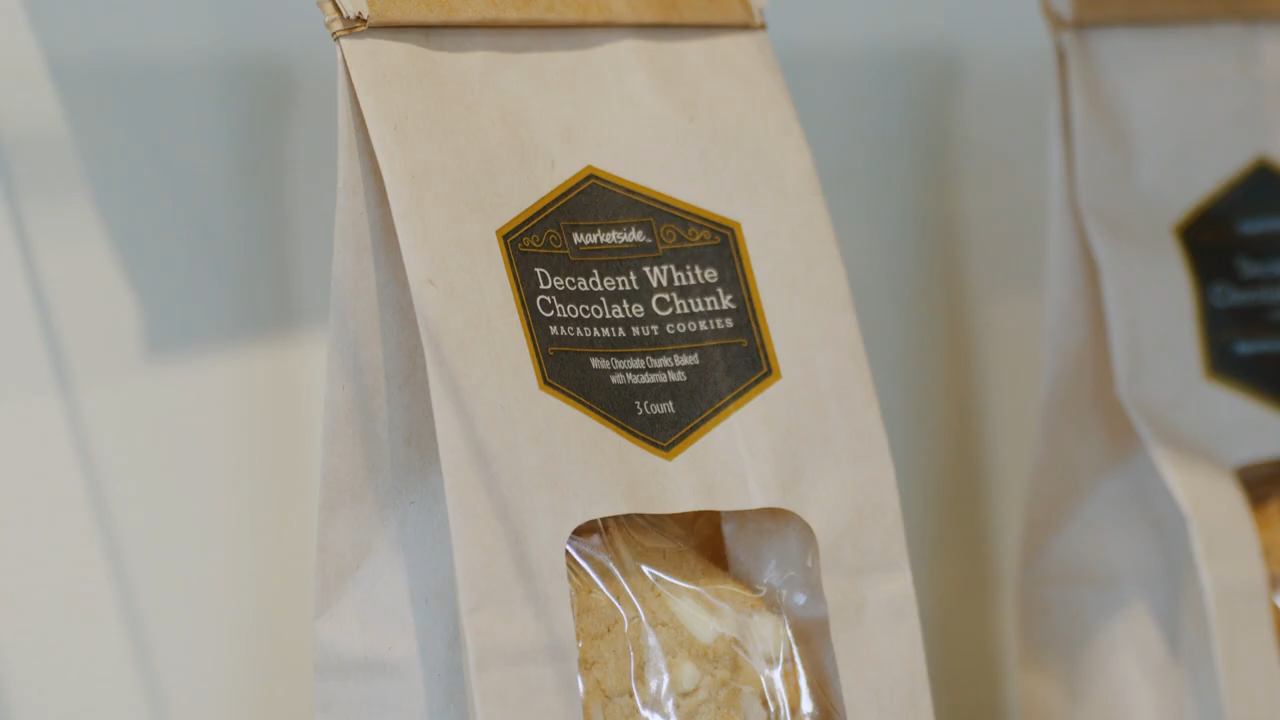 Marketside
Decadent White
Chocolate Chunk
MACADAMIA NUT COOKIES
White Chocolate Chunks Baked
with Macadamia Nuts
3 Count